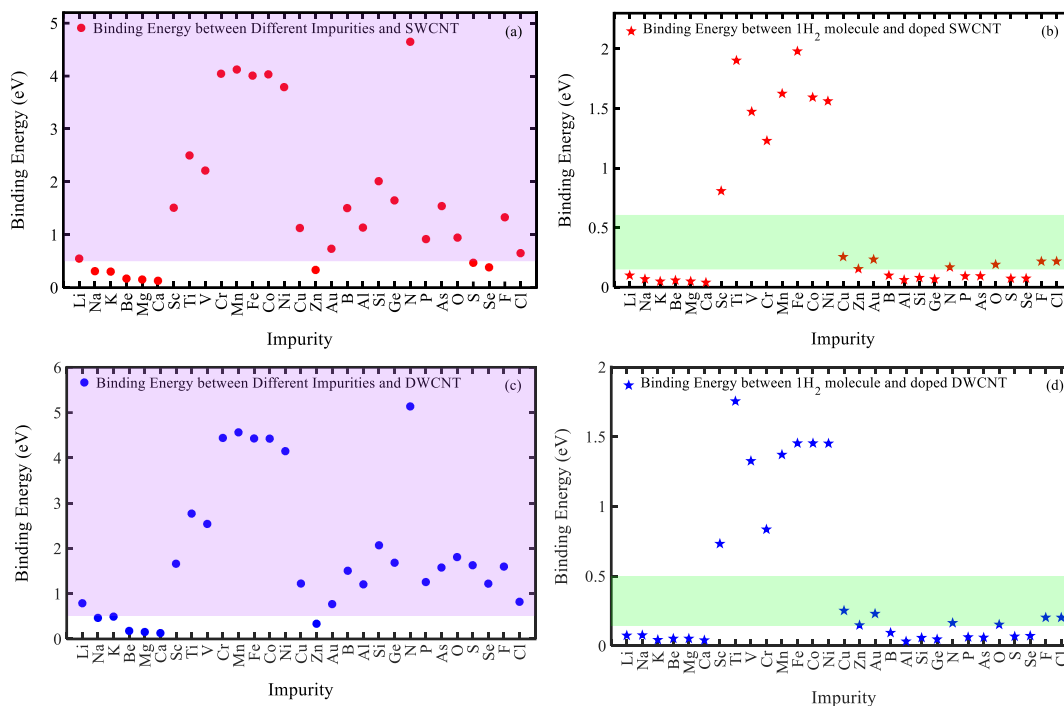 Binding Energy between Different Impurities and SWCNT (a)
5
4
3
2
1
0
Binding Energy (eV)
Li Na K Be Mg Ca Sc Ti V Cr Mn Fe Co Ni Cu Zn Au B Al Si Ge N P As O S Se F Cl
Impurity
Binding Energy between 1H2 molecule and doped SWCNT (b)
2
1.5
1
0.5
0
Binding Energy (eV)
Li Na K Be Mg Ca Sc Ti V Cr Mn Fe Co Ni Cu Zn Au B Al Si Ge N P As O S Se F Cl
Impurity
Binding Energy between Different Impurities and DWCNT (c)
6
5
4
3
2
1
0
Binding Energy (eV)
Li Na K Be Mg Ca Sc Ti V Cr Mn Fe Co Ni Cu Zn Au B Al Si Ge N P As O S Se F Cl
Impurity
Binding Energy between 1H2 molecule and doped DWCNT (d)
2
1.5
1
0.5
0
Binding Energy (eV)
Li Na K Be Mg Ca Sc Ti V Cr Mn Fe Co Ni Cu Zn Au B Al Si Ge N P As O S Se F Cl
Impurity